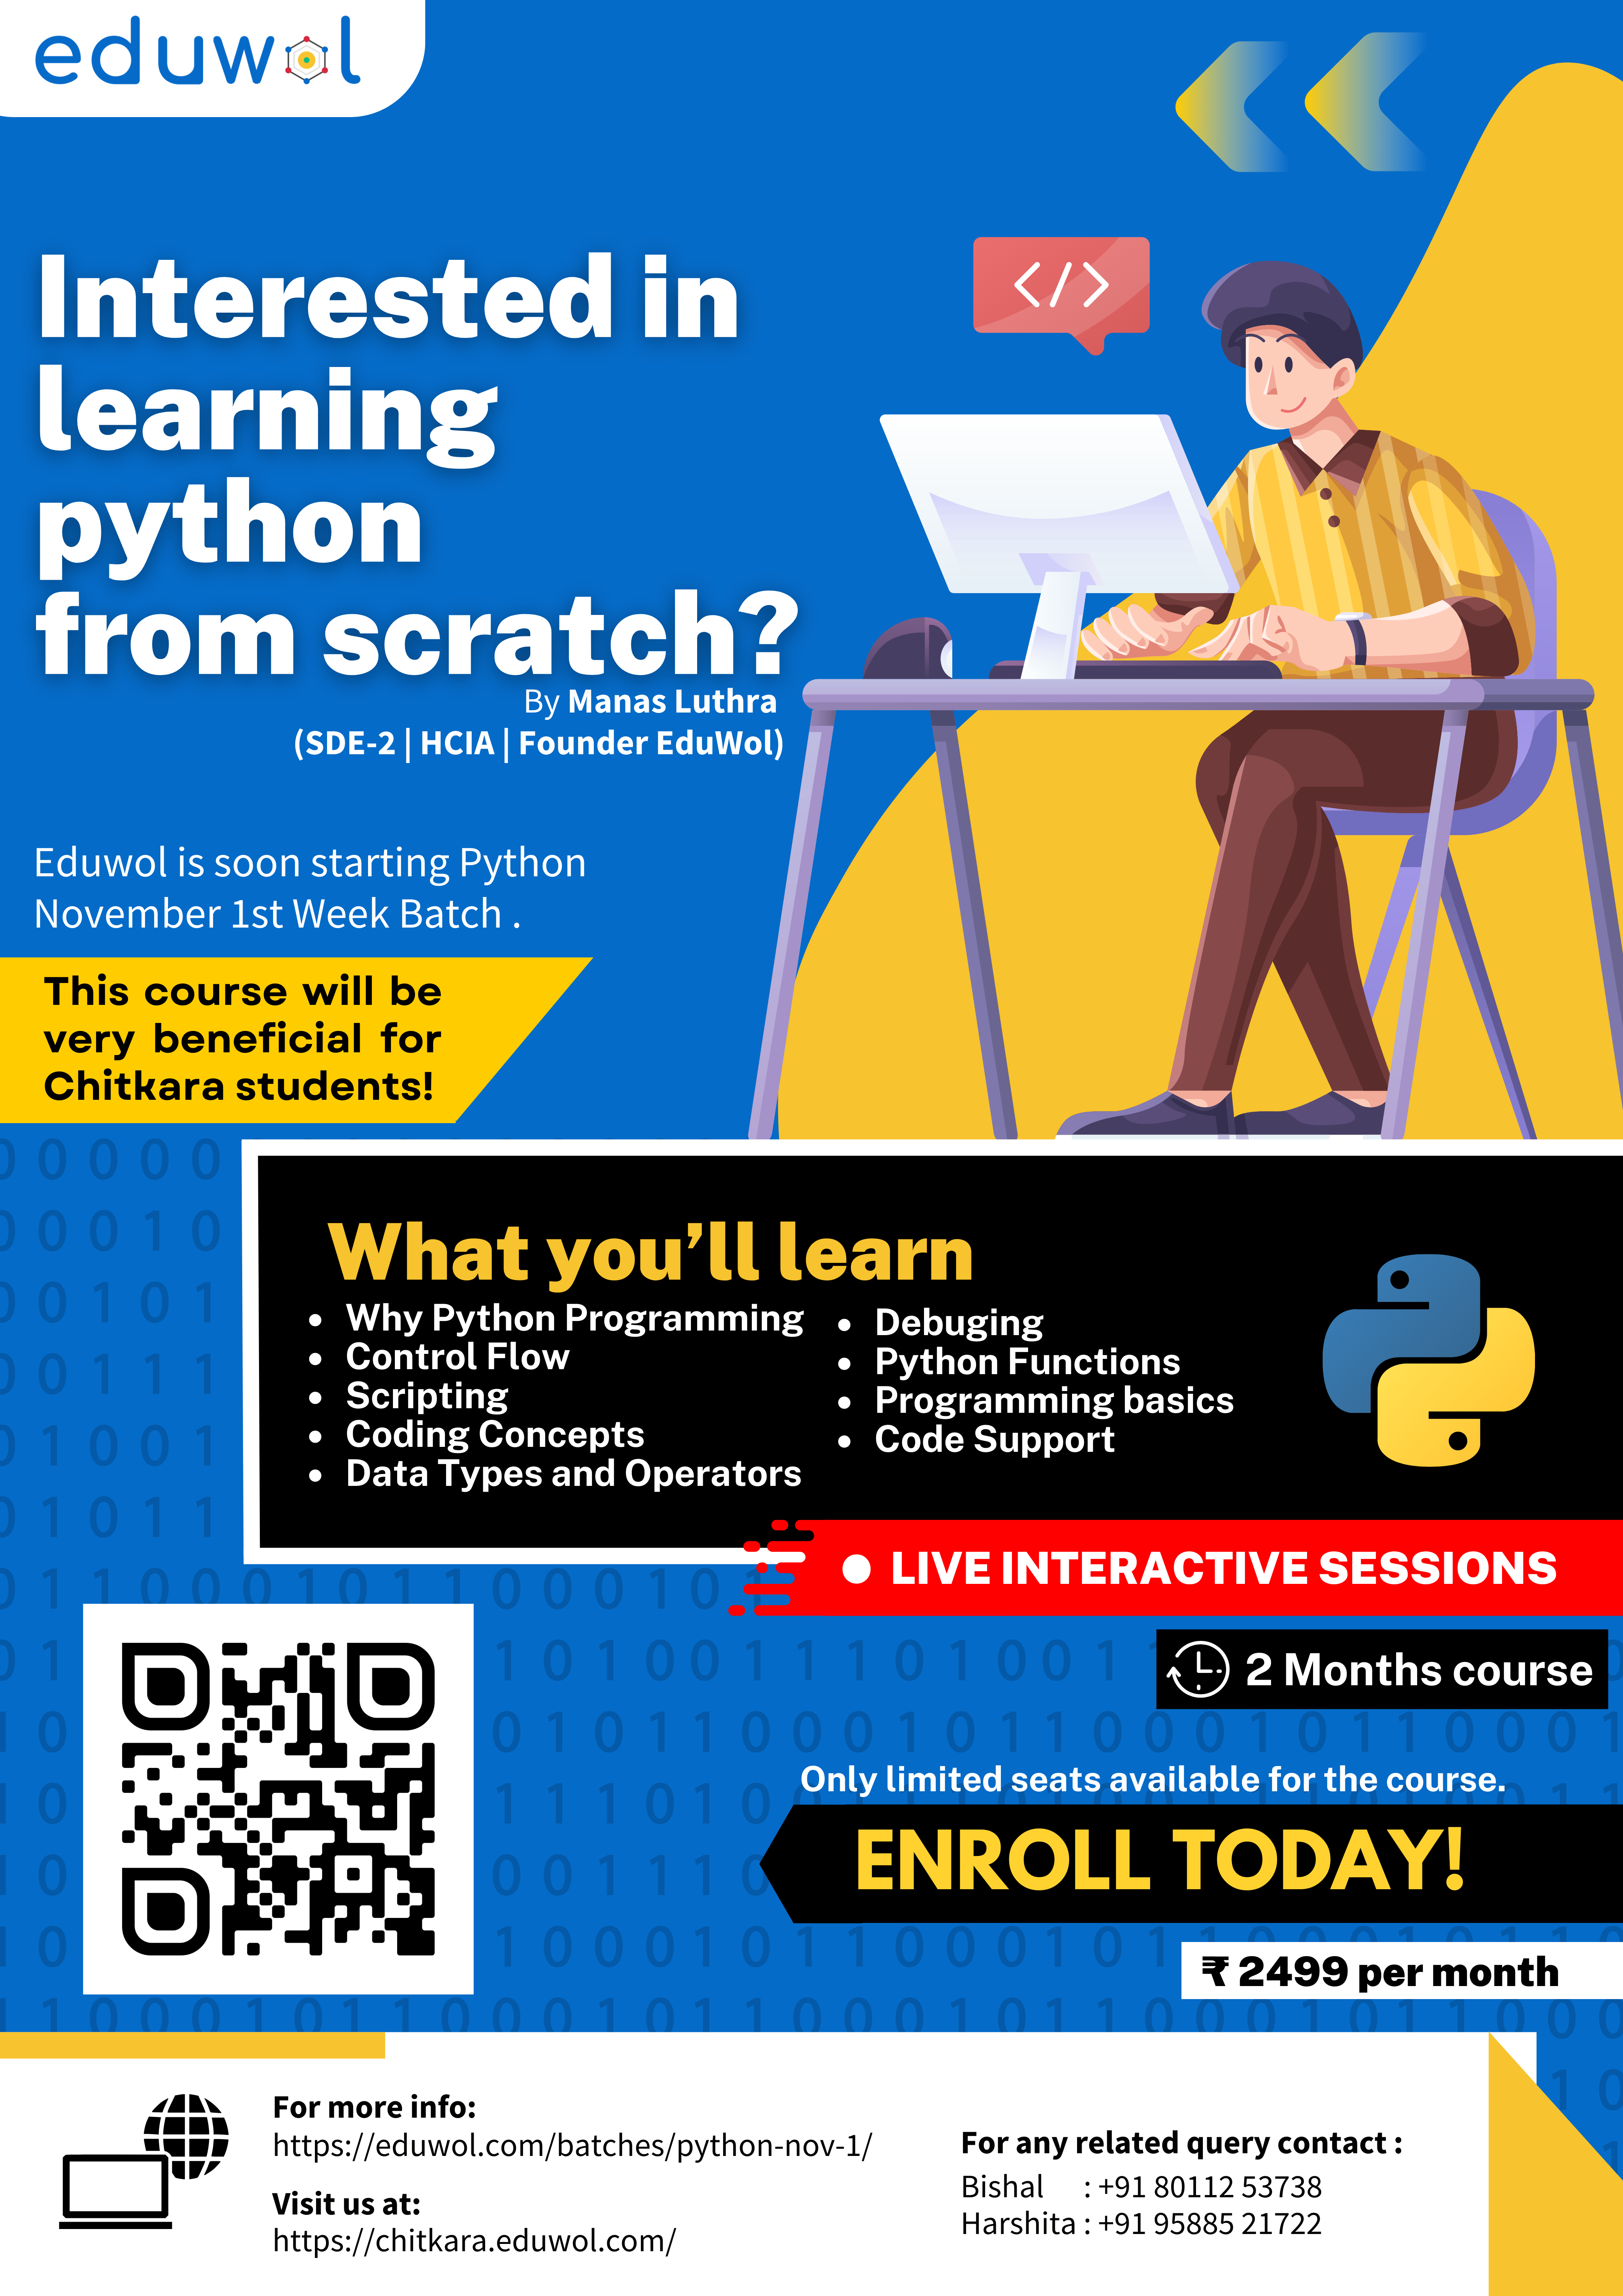 eduwol
</>
Interested in
learning
python
from scratch?
By Manas Luthra
(SDE-2 | HCIA | Founder EduWol)
Eduwol is soon starting Python
November 1st Week Batch .
This course will be
very beneficial for
Chitkara students!
What you’ll learn
• Why Python Programming
• Control Flow
• Scripting
• Coding Concepts
• Data Types and Operators
• Debuging
• Python Functions
• Programming basics
• Code Support
LIVE INTERACTIVE SESSIONS
2 Months course
Only limited seats available for the course.
ENROLL TODAY!
₹ 2499 per month
For more info:
https://eduwol.com/batches/python-nov-1/
Visit us at:
https://chitkara.eduwol.com/
For any related query contact :
Bishal : +91 80112 53738
Harshita : +91 95885 21722